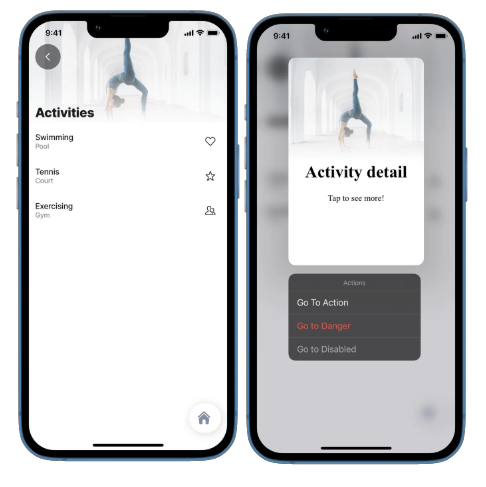 9:41
Activities
Swimming
Pool
Tennis
Court
Exercising
Gym
9:41
Activity detail
Tap to see more!
Actions
Go To Action
Go to Danger
Go to Disabled